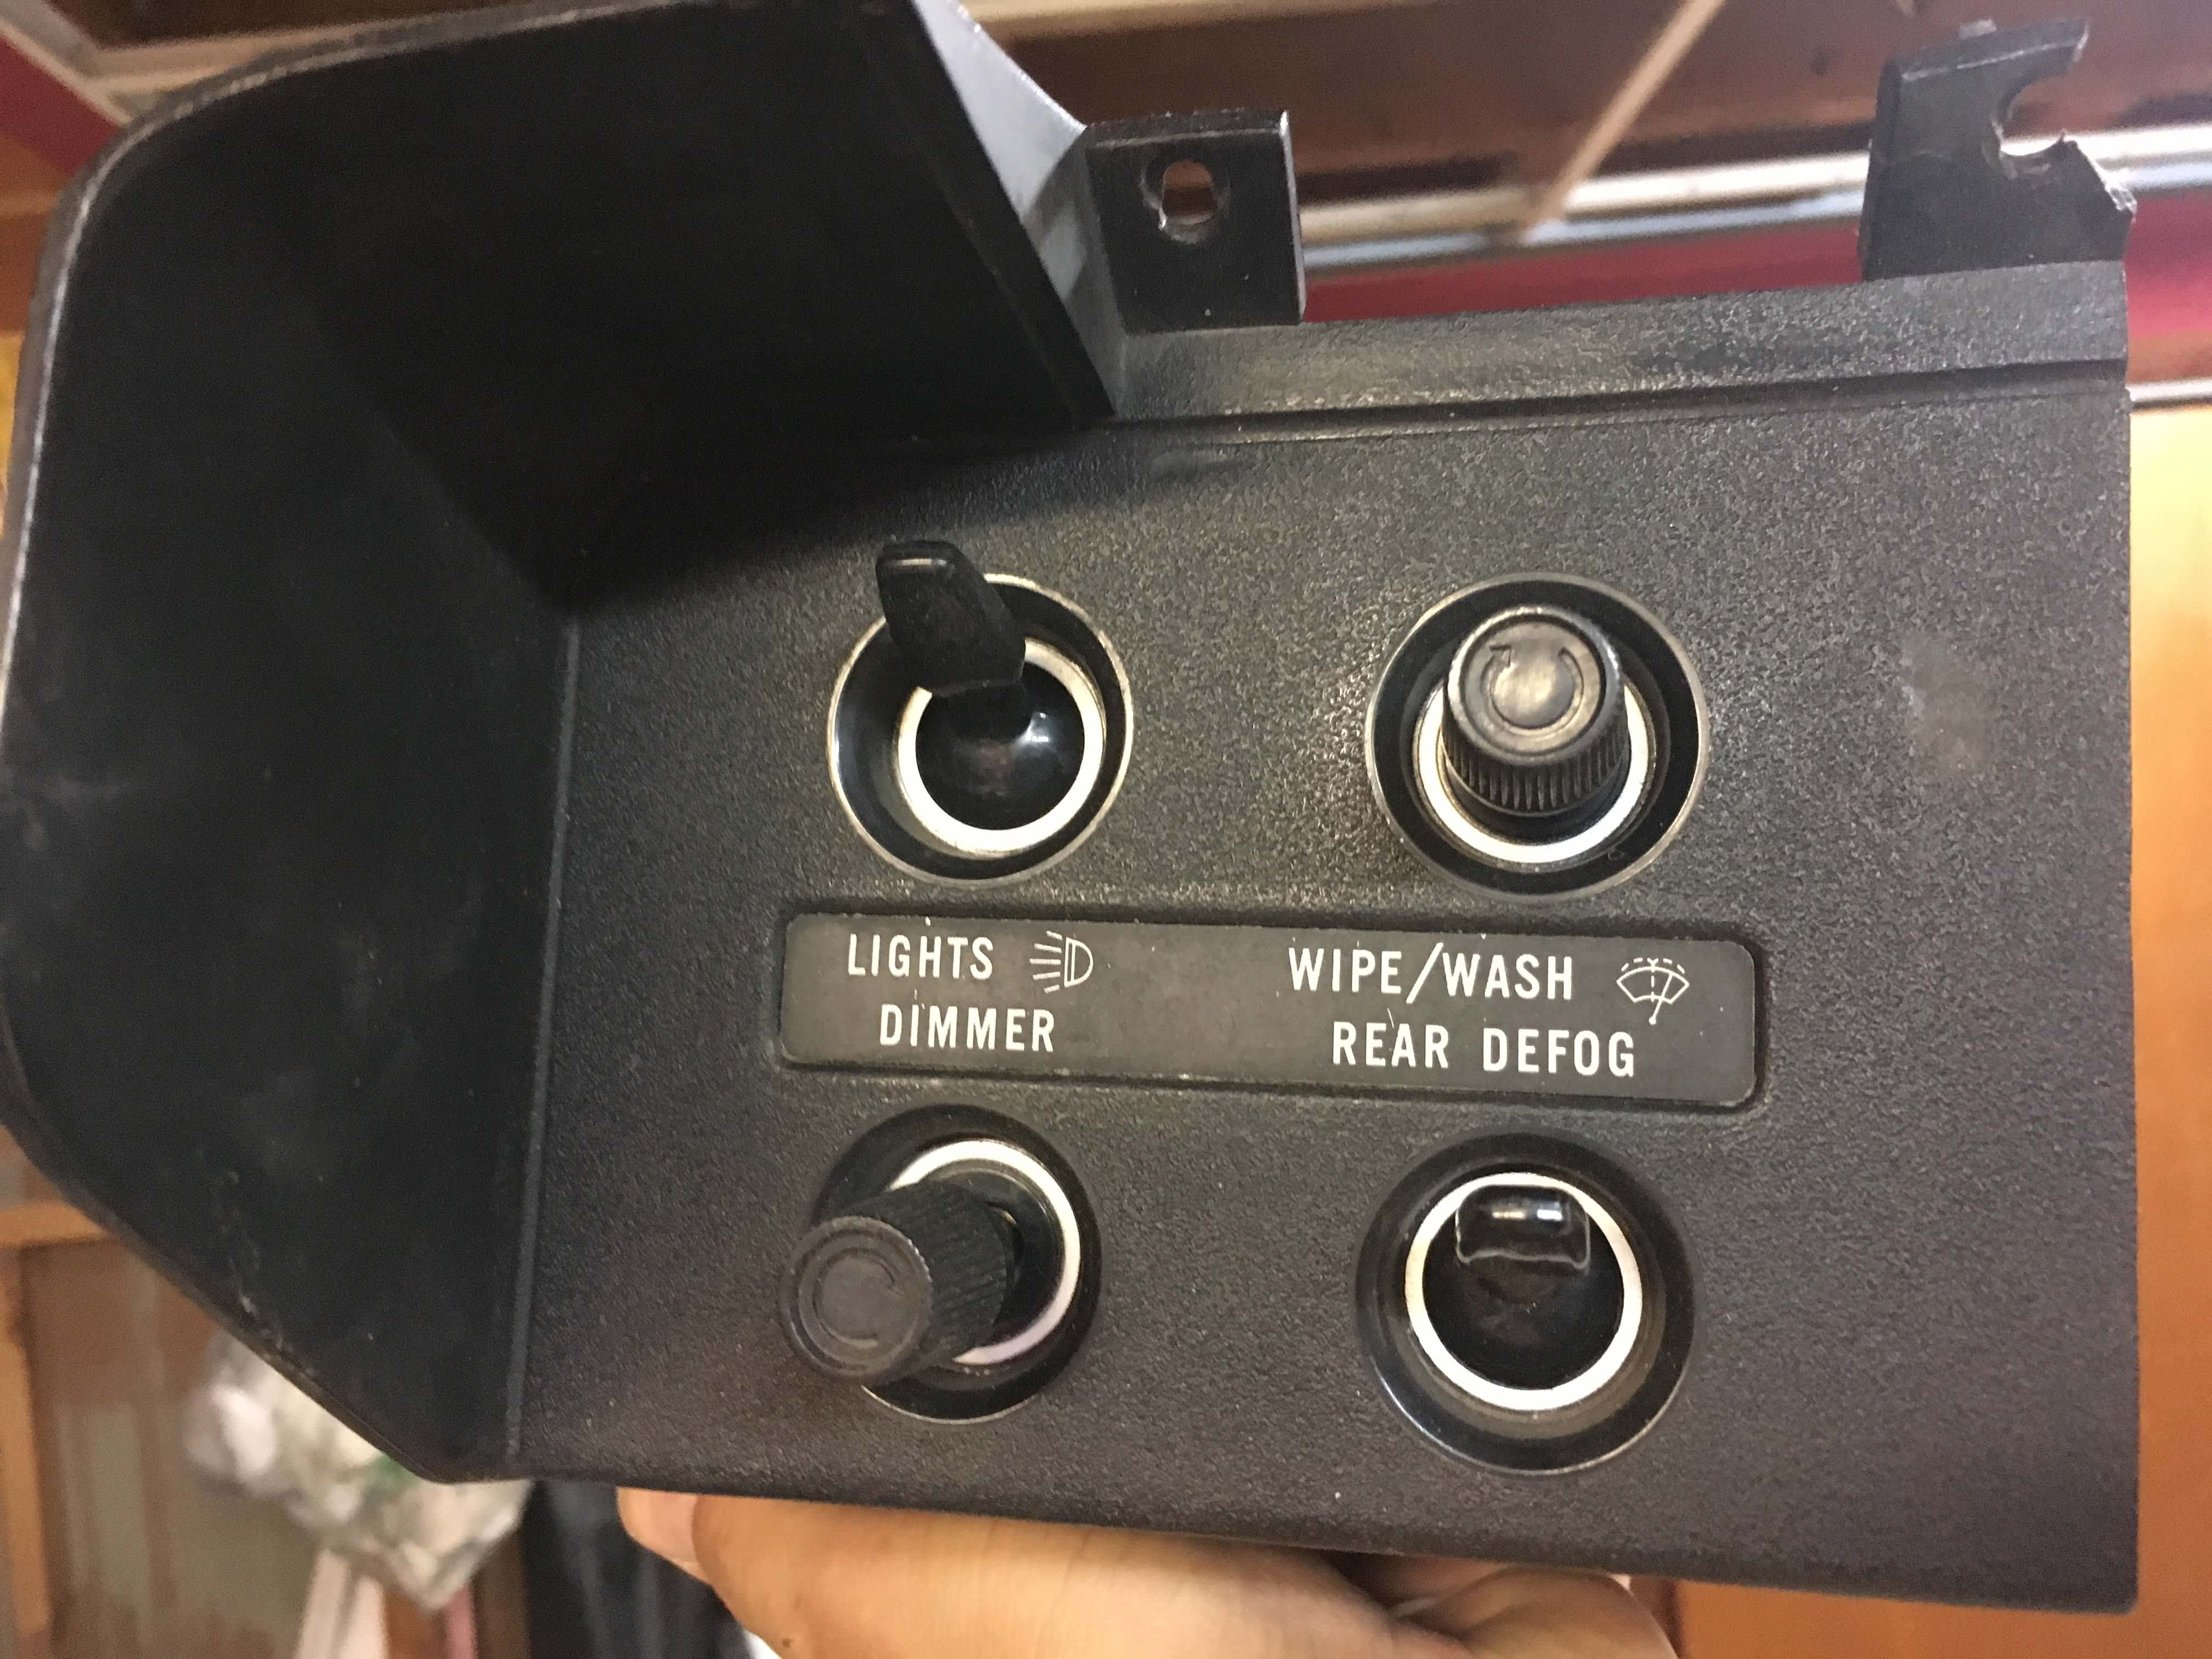 LIGHTS
DIMMER
WIPE/WASH
REAR DEFOG